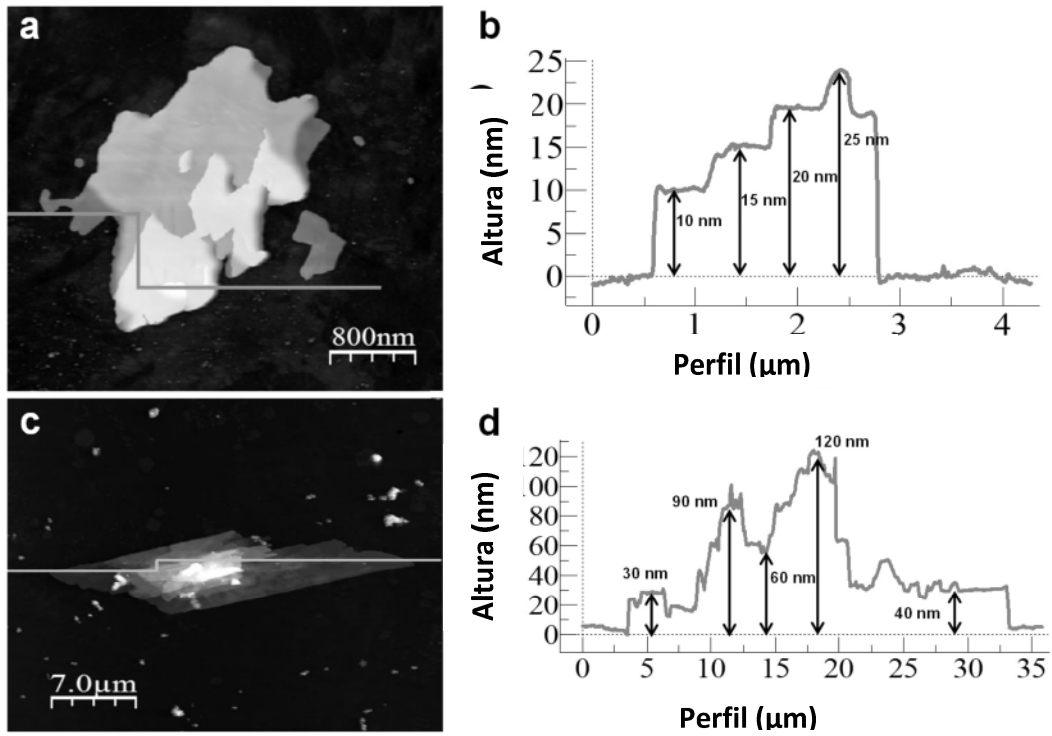 a
800nm
b
)
Altura (nm)
25
20
15
10
5
0
10 nm
15 nm
20 nm
25 nm
0
1
2
3
4
Perfil (μm)
c
7.0μm
d
Altura (nm)
120
100
80
60
40
20
0
30 nm
90 nm
60 nm
120 nm
40 nm
0
5
10
15
20
25
30
35
Perfil (μm)